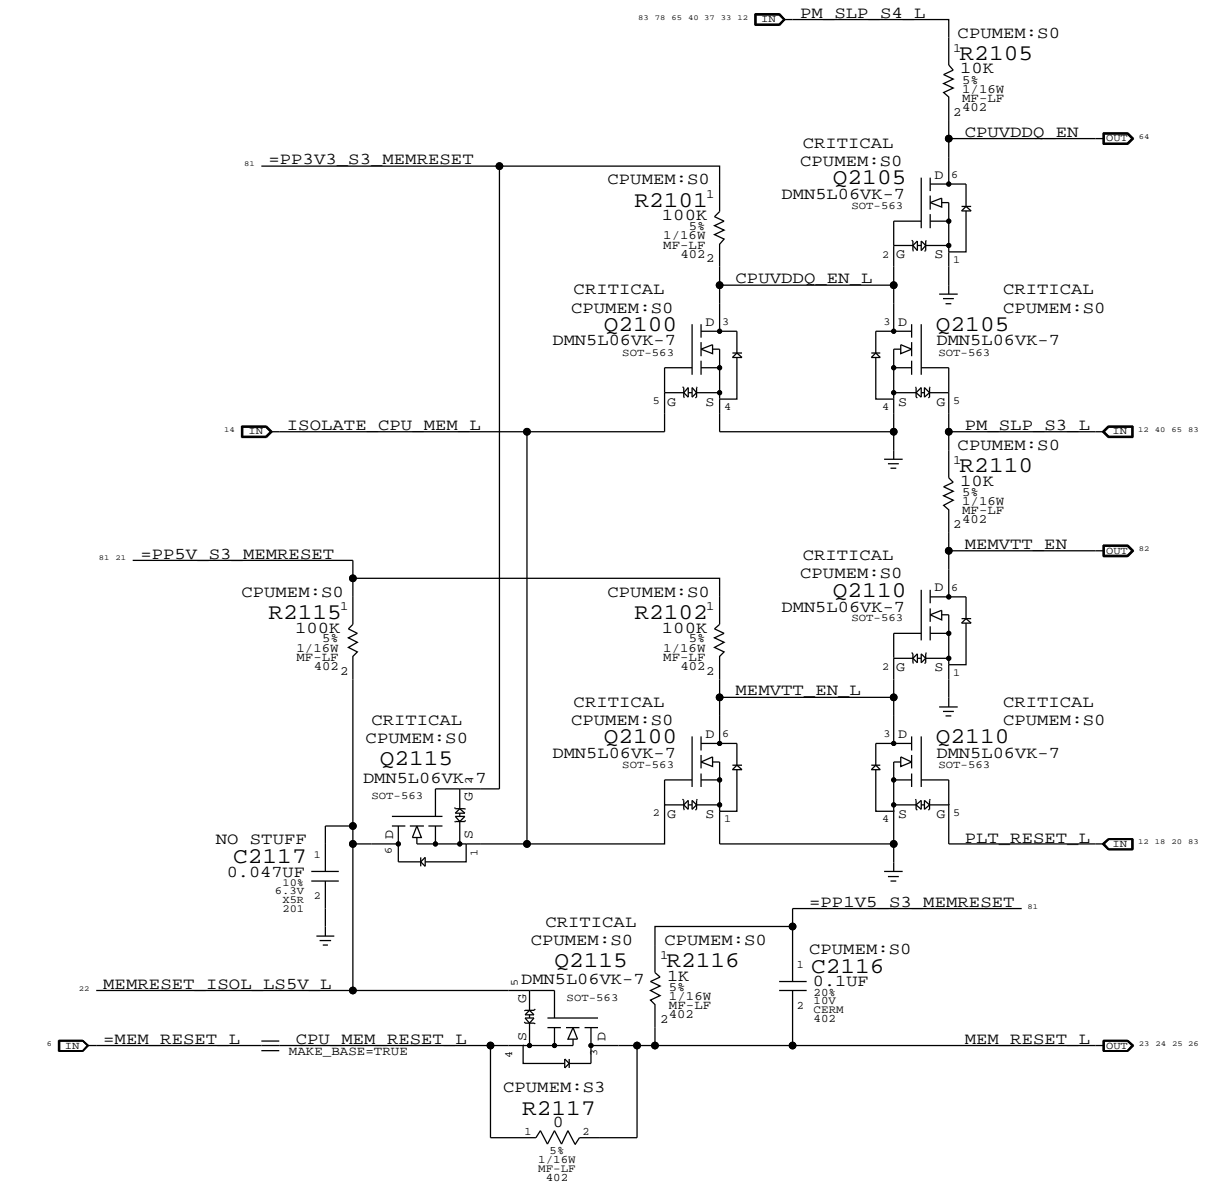 83 78 65 40 37 33 12 IN PM_SLP_S4_L
CPUMEM:S0
1 R2105
10K
5%
1/16W
MF-LF
2 402
CPUVDDQ_EN OUT 64
81 =PP3V3_S3_MEMRESET
CPUMEM:S0
R2101 1
100K
5%
1/16W
MF-LF
402 2
CRITICAL
CPUMEM:S0
Q2105
DMN5L06VK-7
SOT-563
D 6
2 G S 1
CPUVDDQ_EN_L
CRITICAL
CPUMEM:S0
Q2100
DMN5L06VK-7
SOT-563
D 3
5 G S 4
CRITICAL
CPUMEM:S0
Q2105
DMN5L06VK-7
SOT-563
3 D
4 S G 5
14 IN ISOLATE_CPU_MEM_L
PM_SLP_S3_L IN 12 40 65 83
CPUMEM:S0
1 R2110
10K
5%
1/16W
MF-LF
2 402
MEMVTT_EN OUT 82
81 21 =PP5V_S3_MEMRESET
CPUMEM:S0
R2115 1
100K
5%
1/16W
MF-LF
402 2
CPUMEM:S0
R2102 1
100K
5%
1/16W
MF-LF
402 2
CRITICAL
CPUMEM:S0
Q2110
DMN5L06VK-7
SOT-563
D 6
2 G S 1
MEMVTT_EN_L
CRITICAL
CPUMEM:S0
Q2115
DMN5L06VK-7
SOT-563
G
6 D S 1
CRITICAL
CPUMEM:S0
Q2100
DMN5L06VK-7
SOT-563
D 6
2 G S 1
CRITICAL
CPUMEM:S0
Q2110
DMN5L06VK-7
SOT-563
3 D
4 S G 5
PLT_RESET_L IN 12 18 20 83
NO STUFF
C2117 1
0.047UF
10%
6.3V 2
X5R
201
=PP1V5_S3_MEMRESET 81
CRITICAL
CPUMEM:S0
Q2115
DMN5L06VK-7
SOT-563
5 G
4 S D 3
CPUMEM:S0
1 R2116
1K
5%
1/16W
MF-LF
2 402
CPUMEM:S0
1 C2116
0.1UF
20%
2 10V
CERM
402
22 MEMRESET_ISOL_LS5V_L
6 IN =MEM_RESET_L CPU_MEM_RESET_L
MAKE_BASE=TRUE
MEM_RESET_L OUT 23 24 25 26
CPUMEM:S3
R2117
0
1 2
5%
1/16W
MF-LF
402